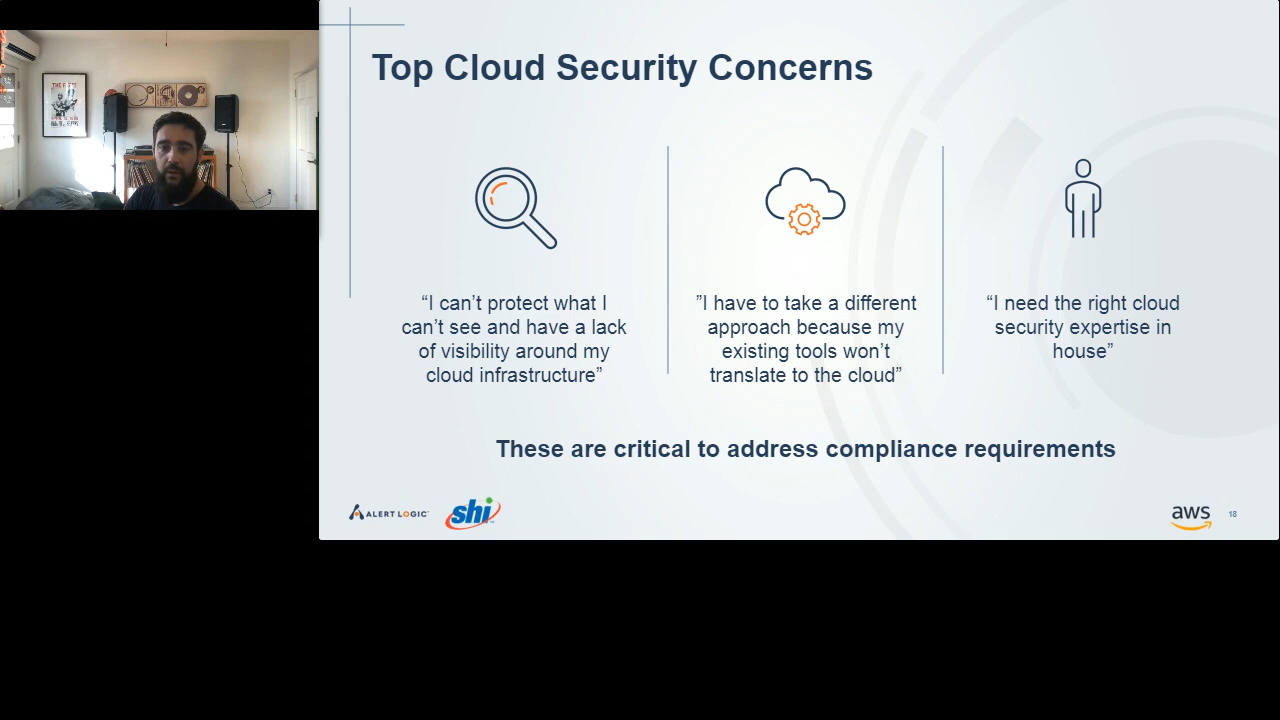 Top Cloud Security Concerns
“I can’t protect what I
can’t see and have a lack
of visibility around my
cloud infrastructure”
”I have to take a different
approach because my
existing tools won’t
translate to the cloud”
“I need the right cloud
security expertise in
house”
These are critical to address compliance requirements
ALERT LOGIC
shi
aws
18